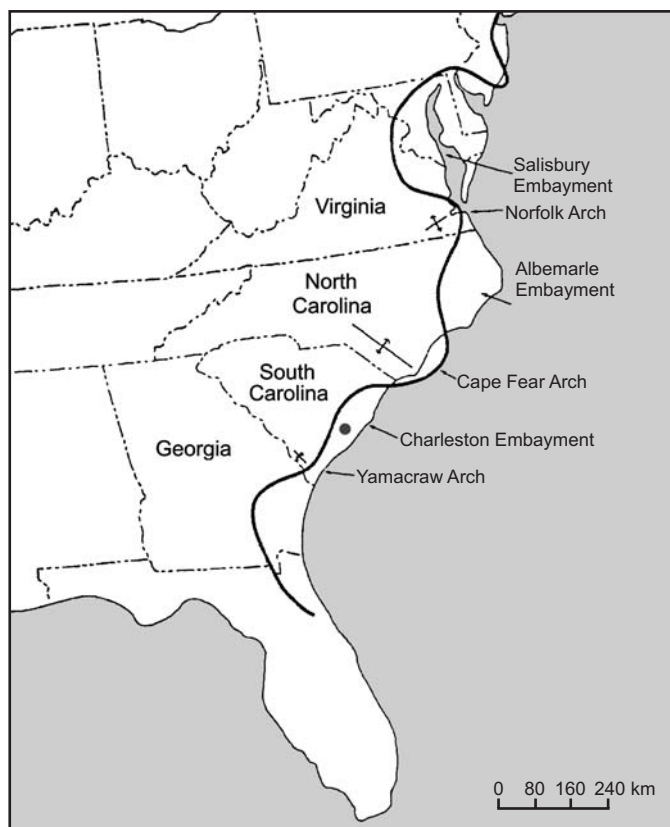 Salisbury
Embayment
Virginia
Norfolk Arch
Albemarle
Embayment
North
Carolina
South
Carolina
Cape Fear Arch
Charleston Embayment
Georgia
Yamacraw Arch
0 80 160 240 km